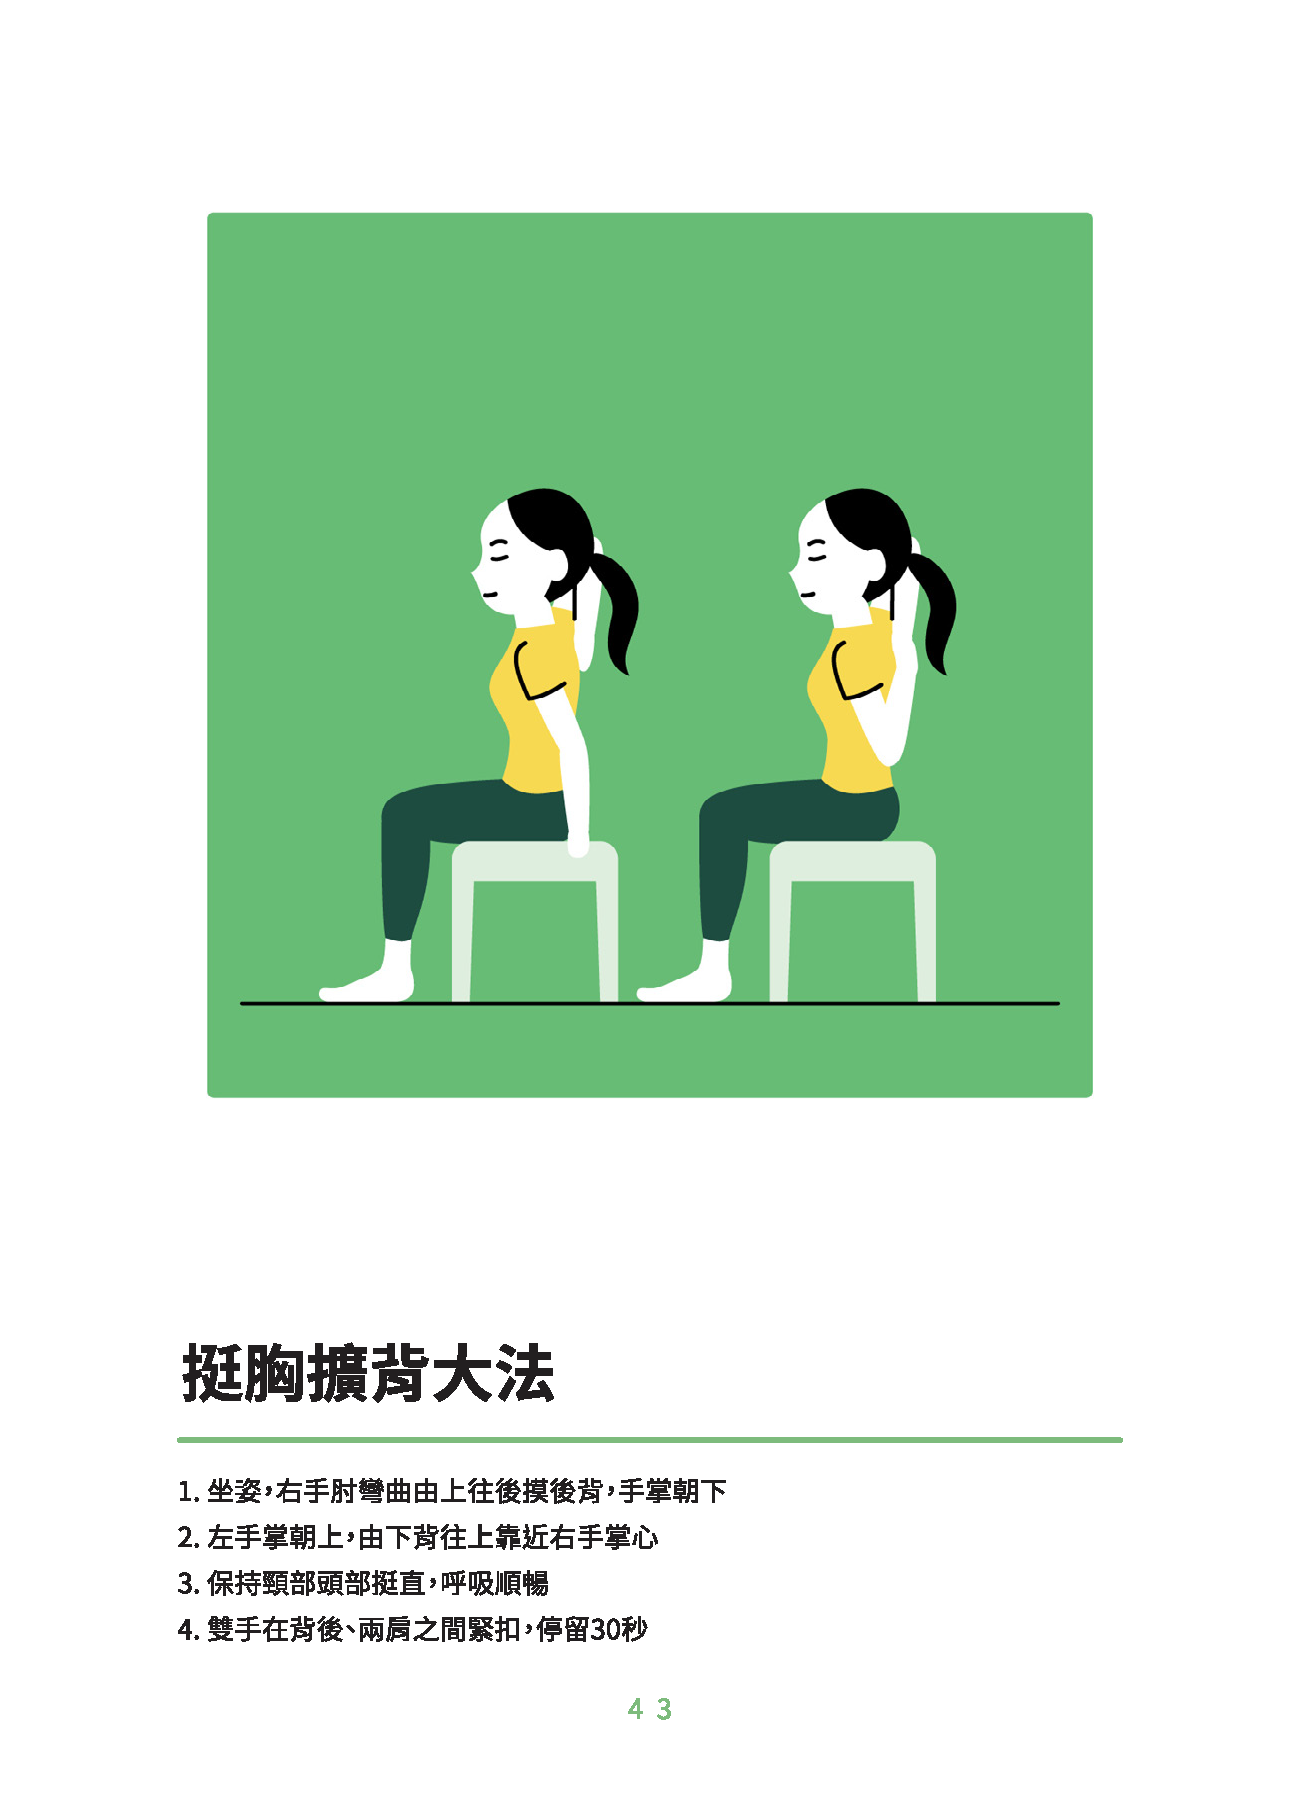 挺胸擴背大法
1. 坐姿，右手肘彎曲由上往後摸後背，手掌朝下
2. 左手掌朝上，由下背往上靠近右手掌心
3. 保持頸部頭部挺直，呼吸順暢
4. 雙手在背後、兩肩之間緊扣，停留30秒
43